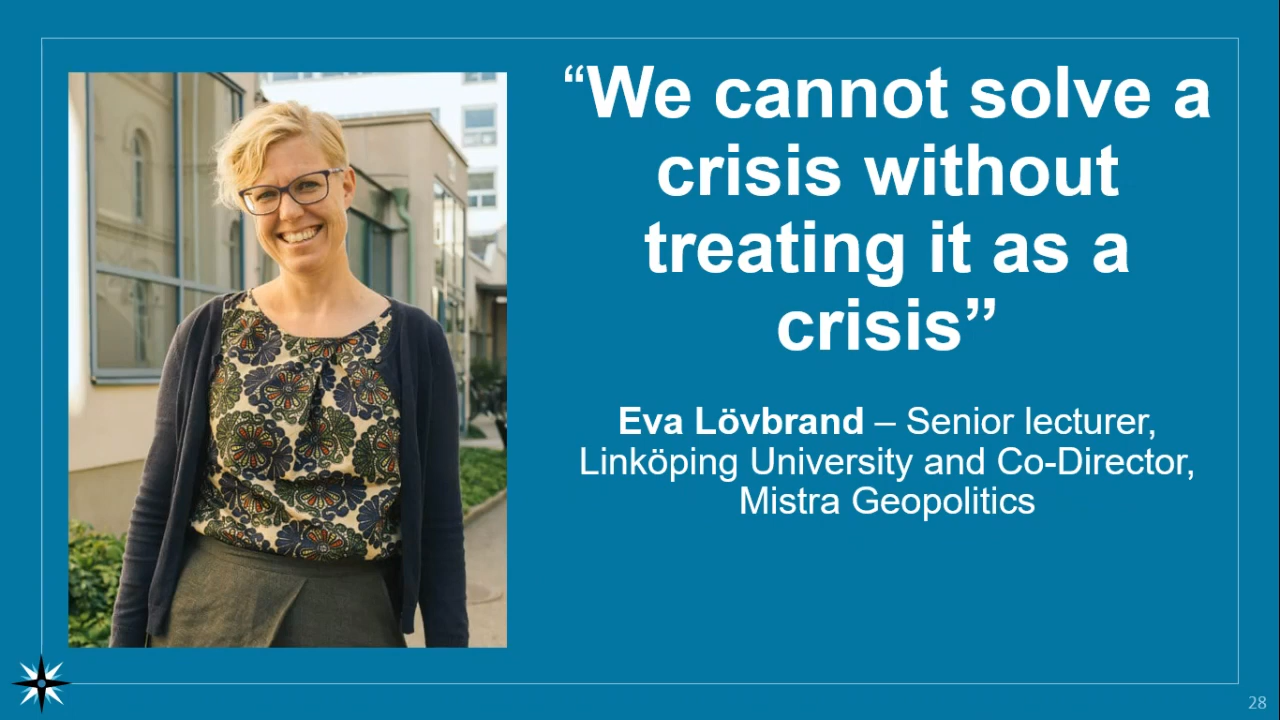 “We cannot solve a
crisis without
treating it as a
crisis”
Eva Lövbrand – Senior lecturer,
Linköping University and Co-Director,
Mistra Geopolitics
28